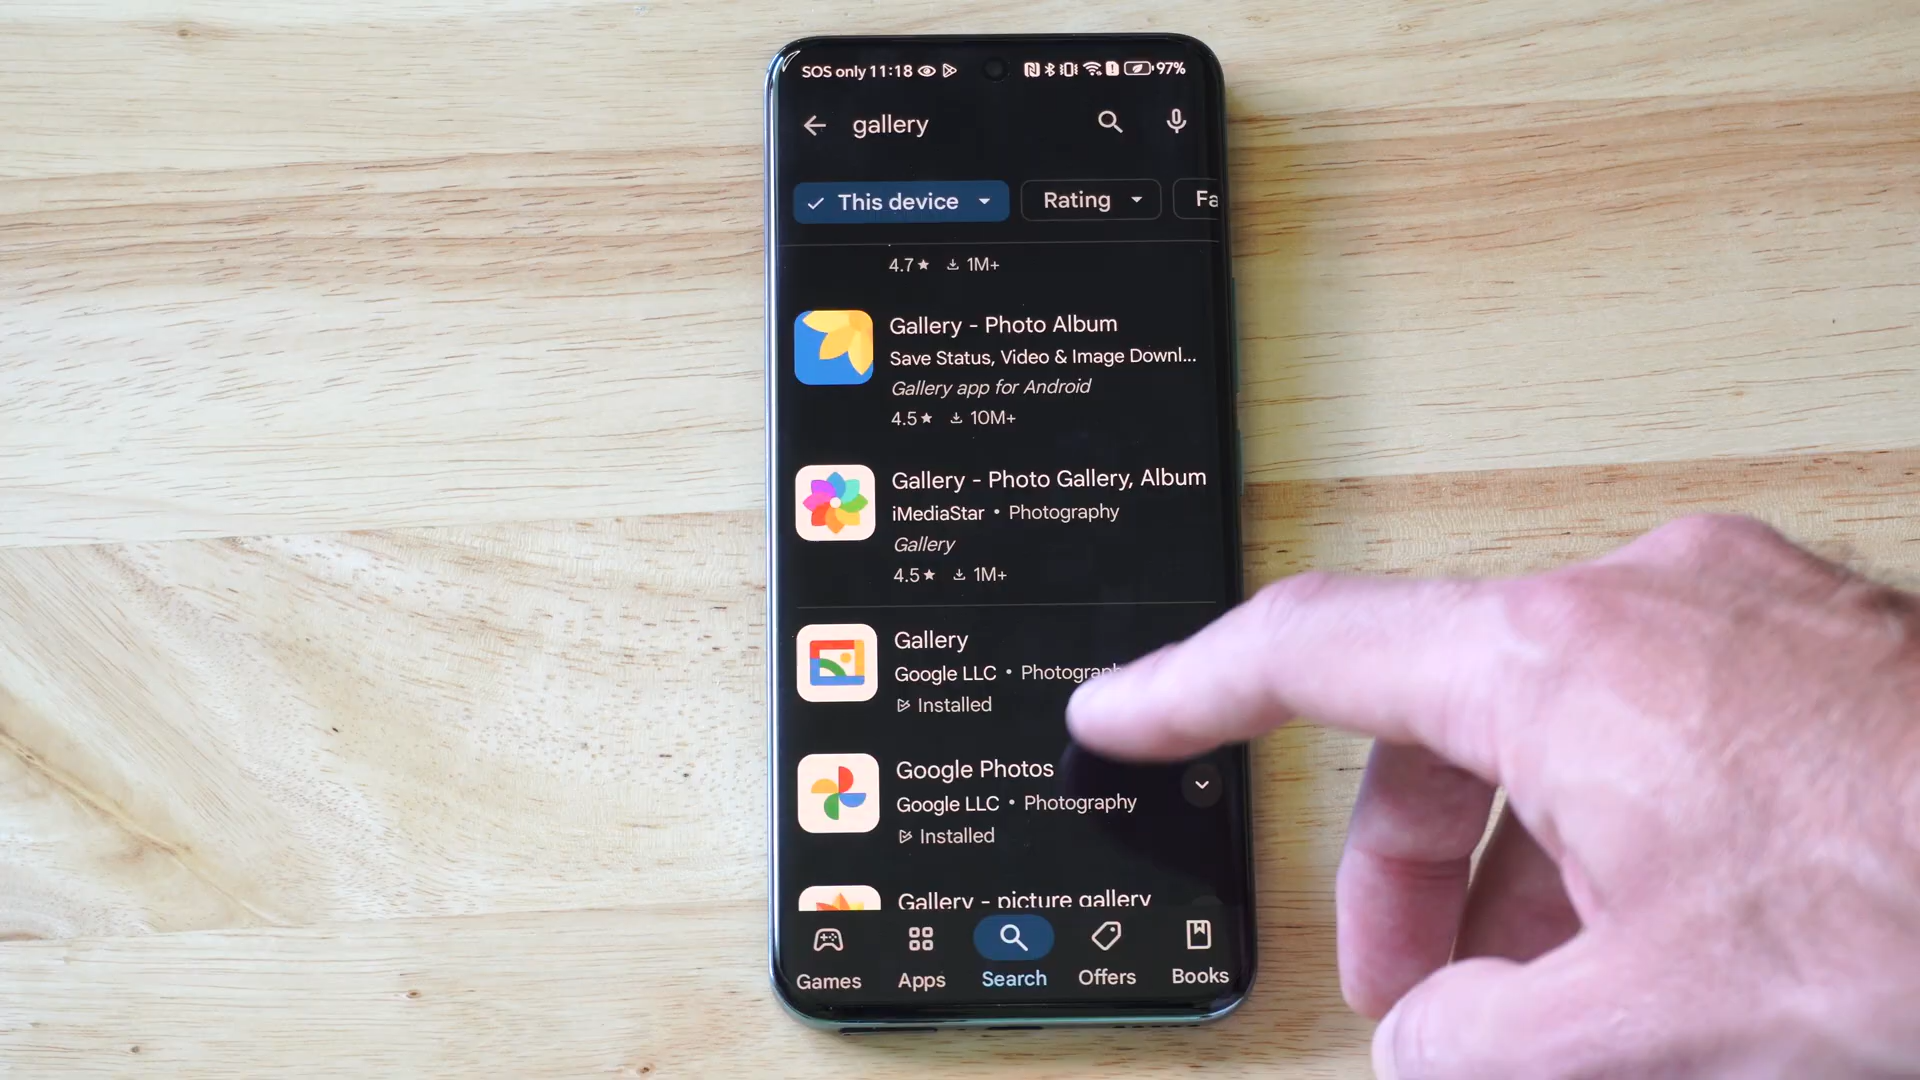 SOS only 11:18 97%
gallery
This device Rating Fa
4.7★ 1M+
Gallery - Photo Album
Save Status, Video & Image Downl...
Gallery app for Android
4.5★ 10M+
Gallery - Photo Gallery, Album
iMediaStar • Photography
Gallery
4.5★ 1M+
Gallery
Google LLC • Photography
Installed
Google Photos
Google LLC • Photography
Installed
Gallery - picture gallery
Games Apps Search Offers Books